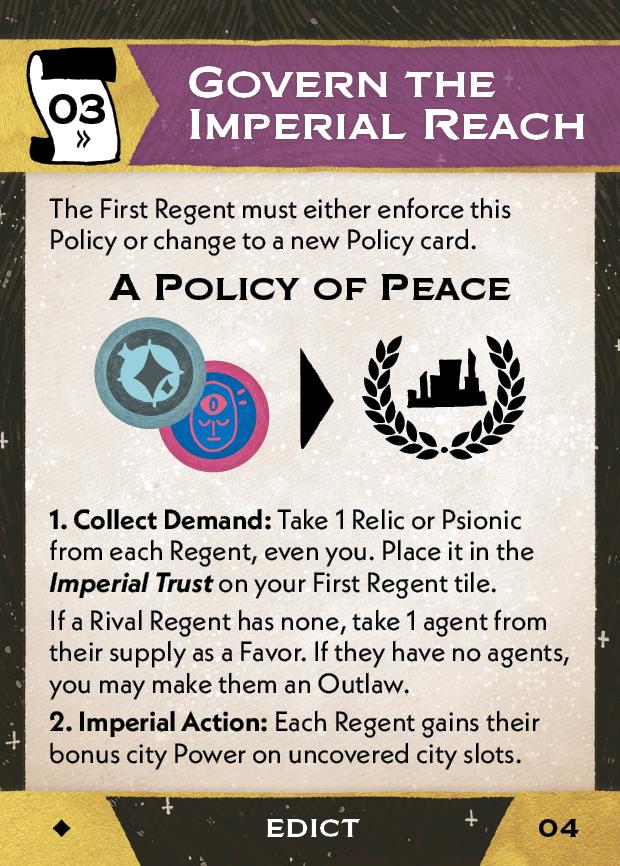 03
»
Govern the
Imperial Reach
The First Regent must either enforce this
Policy or change to a new Policy card.
A Policy of Peace
1. Collect Demand: Take 1 Relic or Psionic
from each Regent, even you. Place it in the
Imperial Trust on your First Regent tile.
If a Rival Regent has none, take 1 agent from
their supply as a Favor. If they have no agents,
you may make them an Outlaw.
2. Imperial Action: Each Regent gains their
bonus city Power on uncovered city slots.
EDICT
04